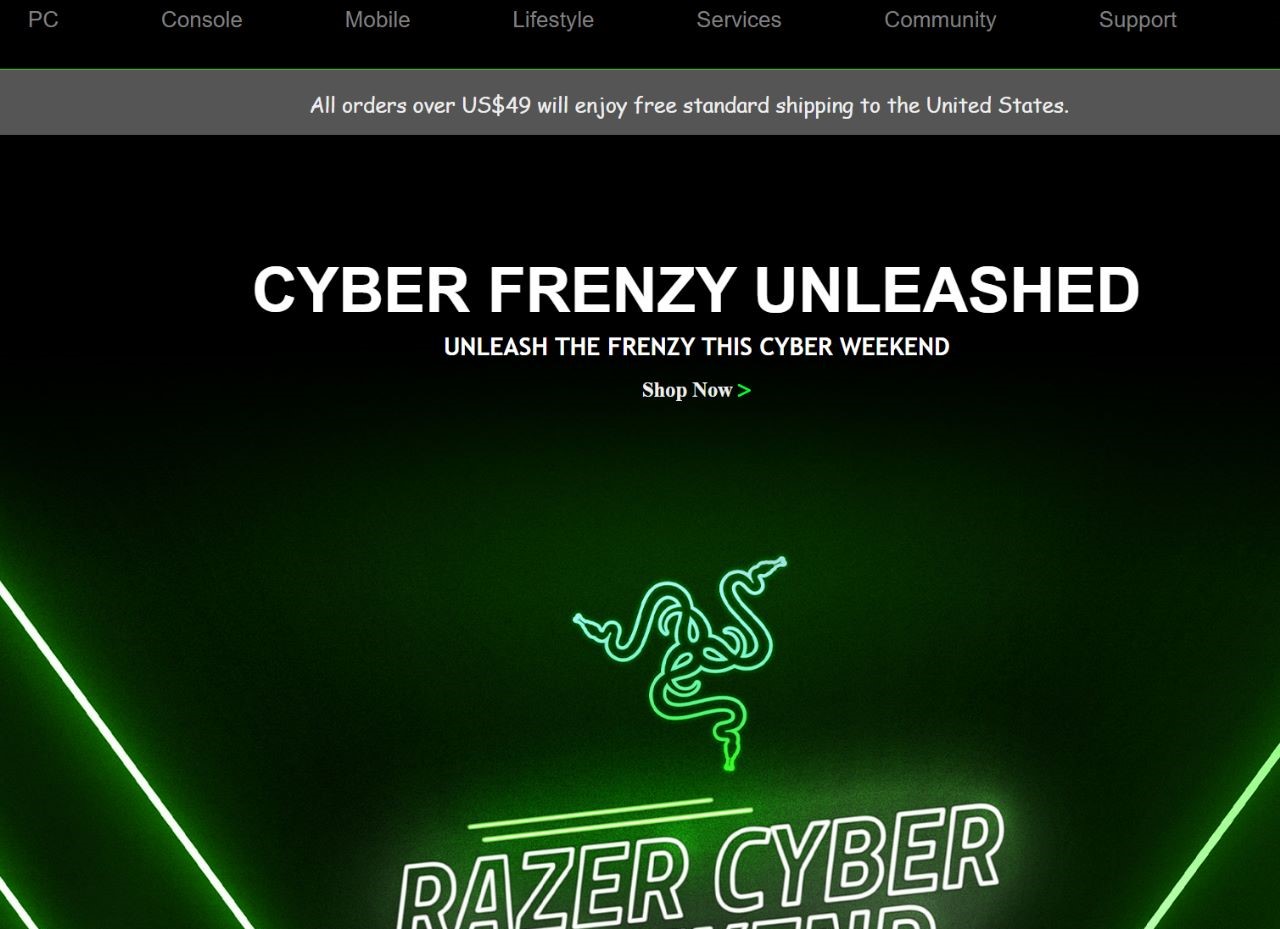 PC Console Mobile Lifestyle Services Community Support
All orders over US$49 will enjoy free standard shipping to the United States.
CYBER FRENZY UNLEASHED
UNLEASH THE FRENZY THIS CYBER WEEKEND
Shop Now >
RAZER CYBER